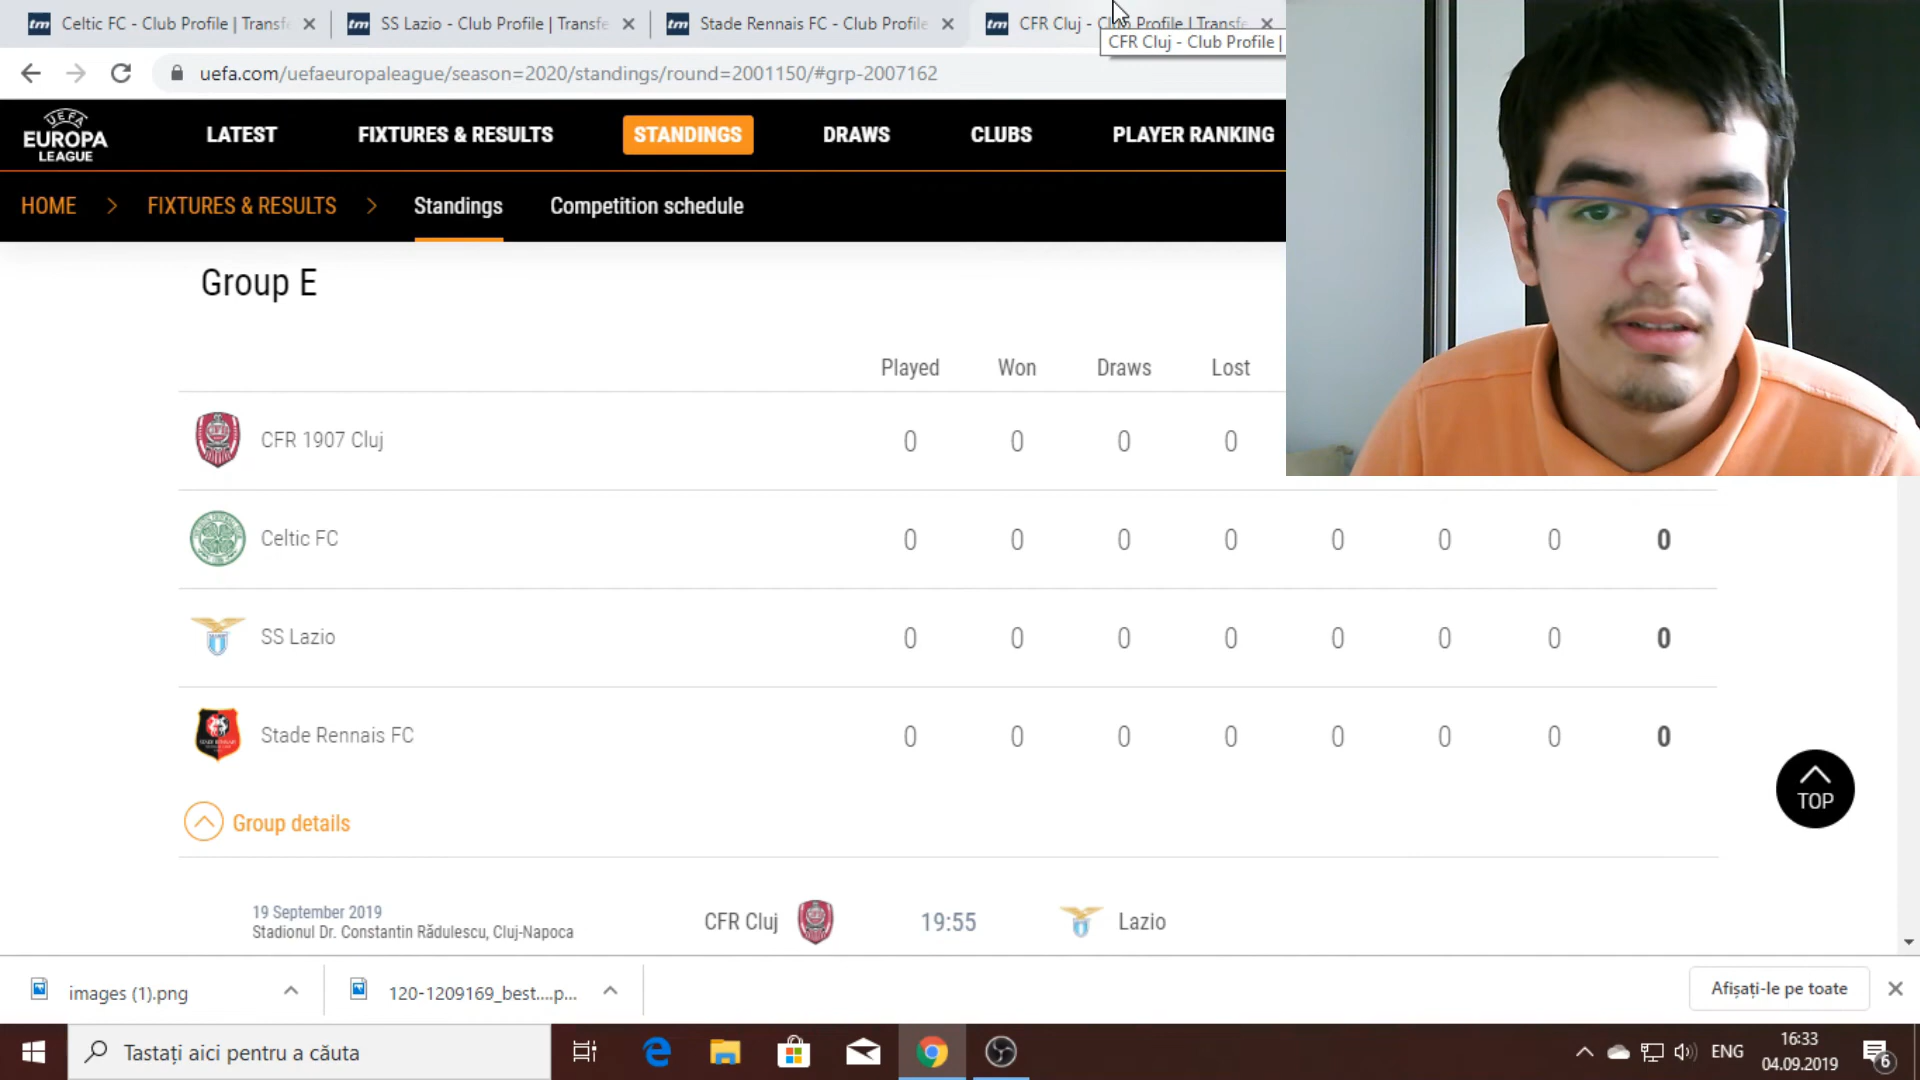 Celtic FC - Club Profile | Transfe
SS Lazio - Club Profile | Transfe
Stade Rennais FC - Club Profile
CFR Cluj - Club Profile | Transfe
CFR Cluj - Club Profile |
uefa.com/uefaeuropaleague/season=2020/standings/round=2001150/#grp-2007162
UEFA
EUROPA
LEAGUE
LATEST
FIXTURES & RESULTS
STANDINGS
DRAWS
CLUBS
PLAYER RANKING
HOME > FIXTURES & RESULTS > Standings Competition schedule
Group E
Played Won Draws Lost
CFR 1907 Cluj 0 0 0 0
Celtic FC 0 0 0 0 0 0 0 0
SS Lazio 0 0 0 0 0 0 0 0
Stade Rennais FC 0 0 0 0 0 0 0 0
TOP
Group details
19 September 2019
Stadionul Dr. Constantin Rădulescu, Cluj-Napoca
CFR Cluj 19:55 Lazio
images (1).png
120-1209169_best....p...
Afișați-le pe toate
Tastați aici pentru a căuta
ENG
16:33
04.09.2019
6